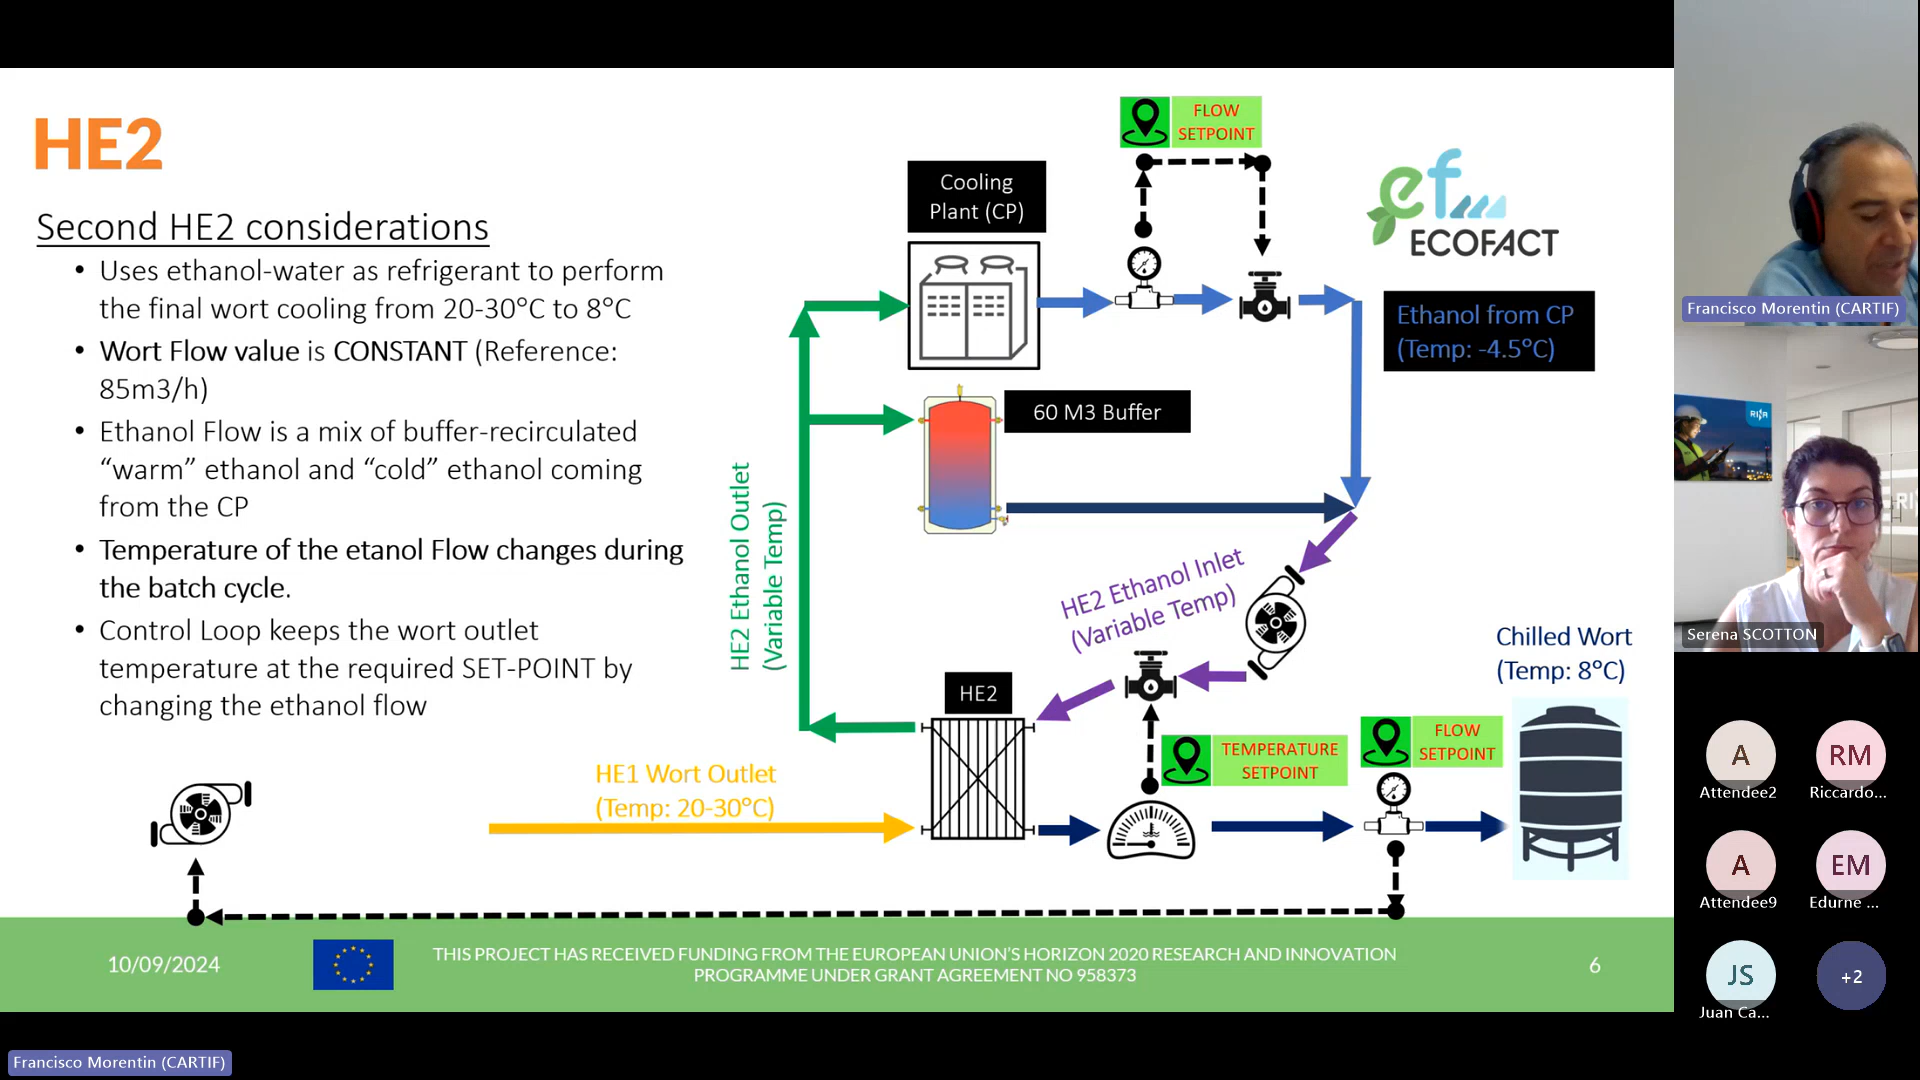 HE2
Second HE2 considerations
• Uses ethanol-water as refrigerant to perform
the final wort cooling from 20-30°C to 8°C
• Wort Flow value is CONSTANT (Reference:
85m3/h)
• Ethanol Flow is a mix of buffer-recirculated
“warm” ethanol and “cold” ethanol coming
from the CP
• Temperature of the etanol Flow changes during
the batch cycle.
• Control Loop keeps the wort outlet
temperature at the required SET-POINT by
changing the ethanol flow
FLOW
SETPOINT
Cooling
Plant (CP)
ef
ECOFACT
Ethanol from CP
(Temp: -4.5°C)
60 M3 Buffer
HE2 Ethanol Outlet
(Variable Temp)
HE2 Ethanol Inlet
(Variable Temp)
Chilled Wort
(Temp: 8°C)
HE2
TEMPERATURE
SETPOINT
FLOW
SETPOINT
HE1 Wort Outlet
(Temp: 20-30°C)
10/09/2024
THIS PROJECT HAS RECEIVED FUNDING FROM THE EUROPEAN UNION’S HORIZON 2020 RESEARCH AND INNOVATION
PROGRAMME UNDER GRANT AGREEMENT NO 958373
6
Francisco Morentin (CARTIF)
Francisco Morentin (CARTIF)
RINA
Serena SCOTTON
A
Attendee2
RM
Riccardo...
A
Attendee9
EM
Edurne ...
JS
Juan Ca...
+2